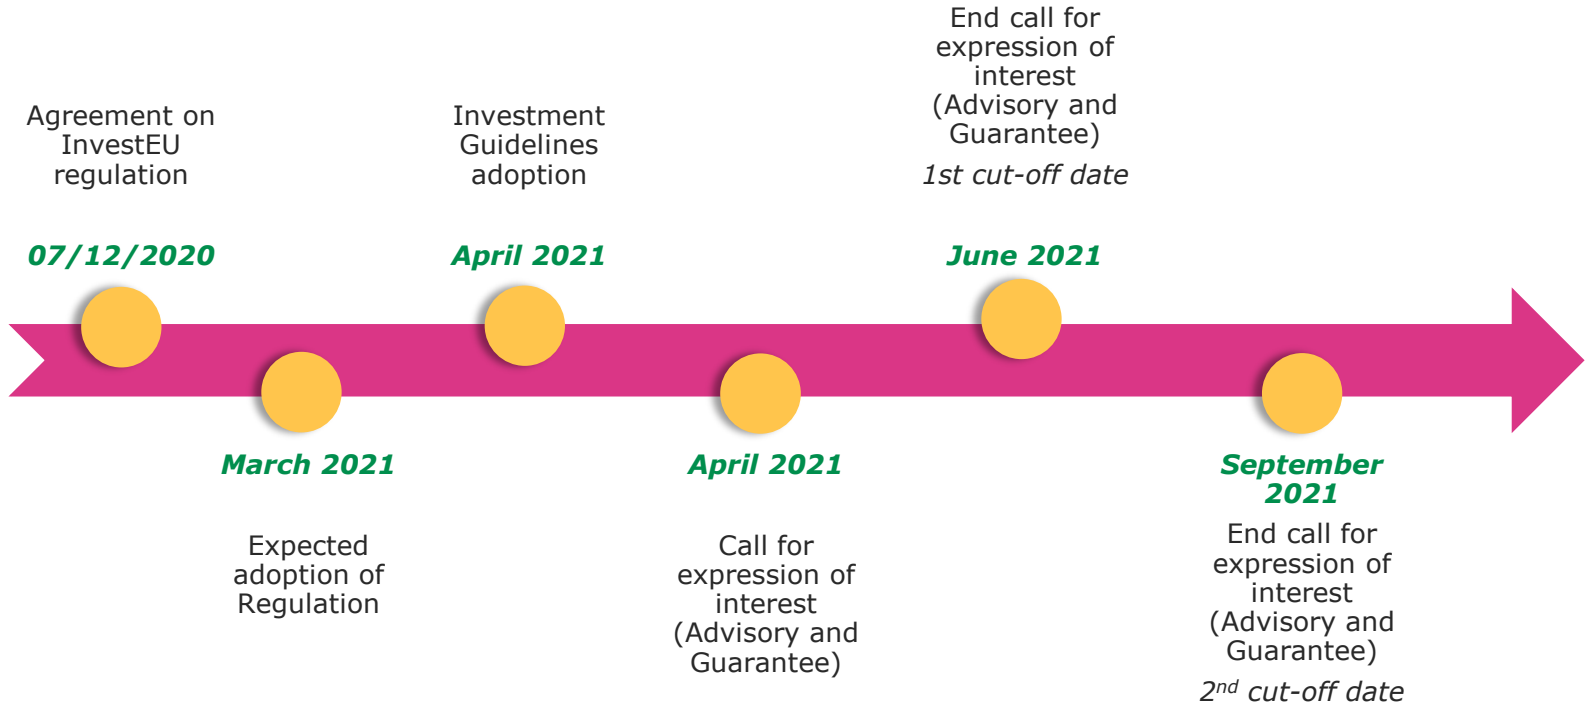 Agreement on
InvestEU
regulation
07/12/2020
March 2021
Expected
adoption of
Regulation
Investment
Guidelines
adoption
April 2021
April 2021
Call for
expression of
interest
(Advisory and
Guarantee)
End call for
expression of
interest
(Advisory and
Guarantee)
1st cut-off date
June 2021
September
2021
End call for
expression of
interest
(Advisory and
Guarantee)
2nd cut-off date